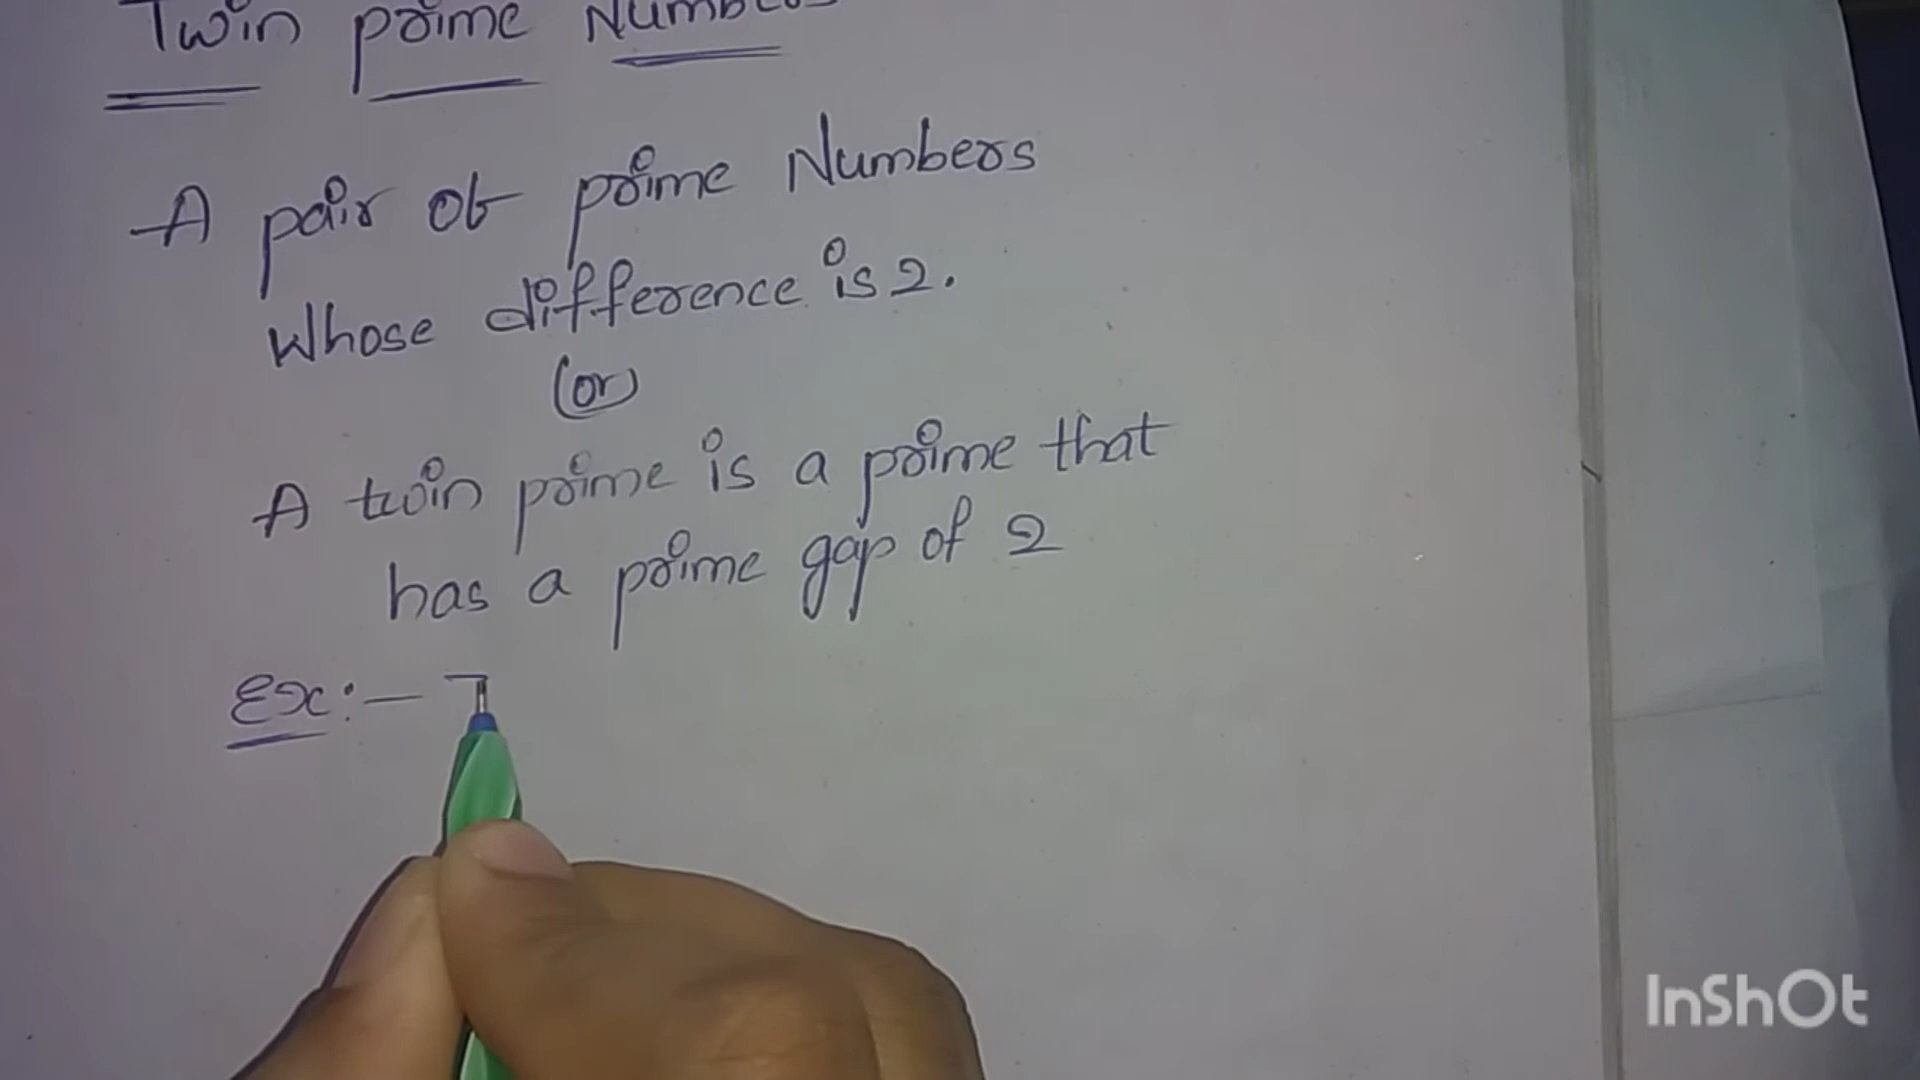 Twin prime Numbers
A pair of prime Numbers
Whose difference is 2.
(or)
A twin prime is a prime that
has a prime gap of 2
Ex:- T
InShOt